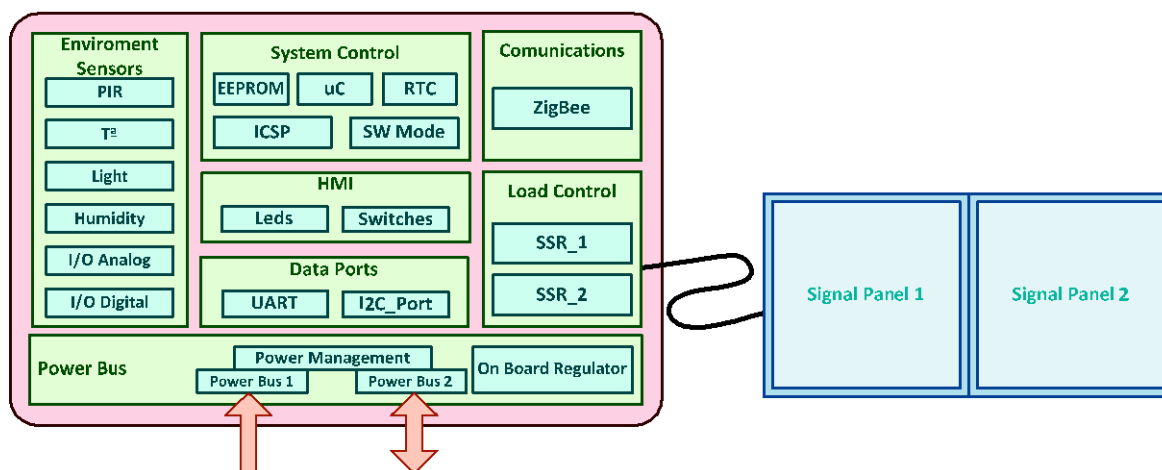 Enviroment
Sensors
PIR
Tª
Light
Humidity
I/O Analog
I/O Digital
System Control
EEPROM
uC
RTC
ICSP
SW Mode
HMI
Leds
Switches
Data Ports
UART
I2C_Port
Comunications
ZigBee
Load Control
SSR_1
SSR_2
Power Bus
Power Management
Power Bus 1
Power Bus 2
On Board Regulator
Signal Panel 1
Signal Panel 2